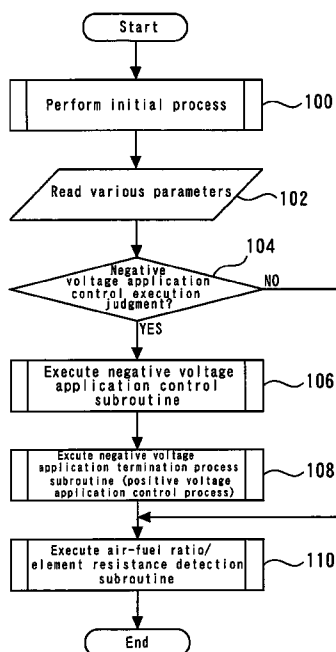 Start
Perform initial process
100
Read various parameters
102
104
Negative
voltage application
control execution
judgment?
NO
YES
Execute negative voltage
application control
subroutine
106
Excute negative voltage
application termination process
subroutine (positive voltage
application control process)
108
Execute air-fuel ratio/
element resistance detection
subroutine
110
End